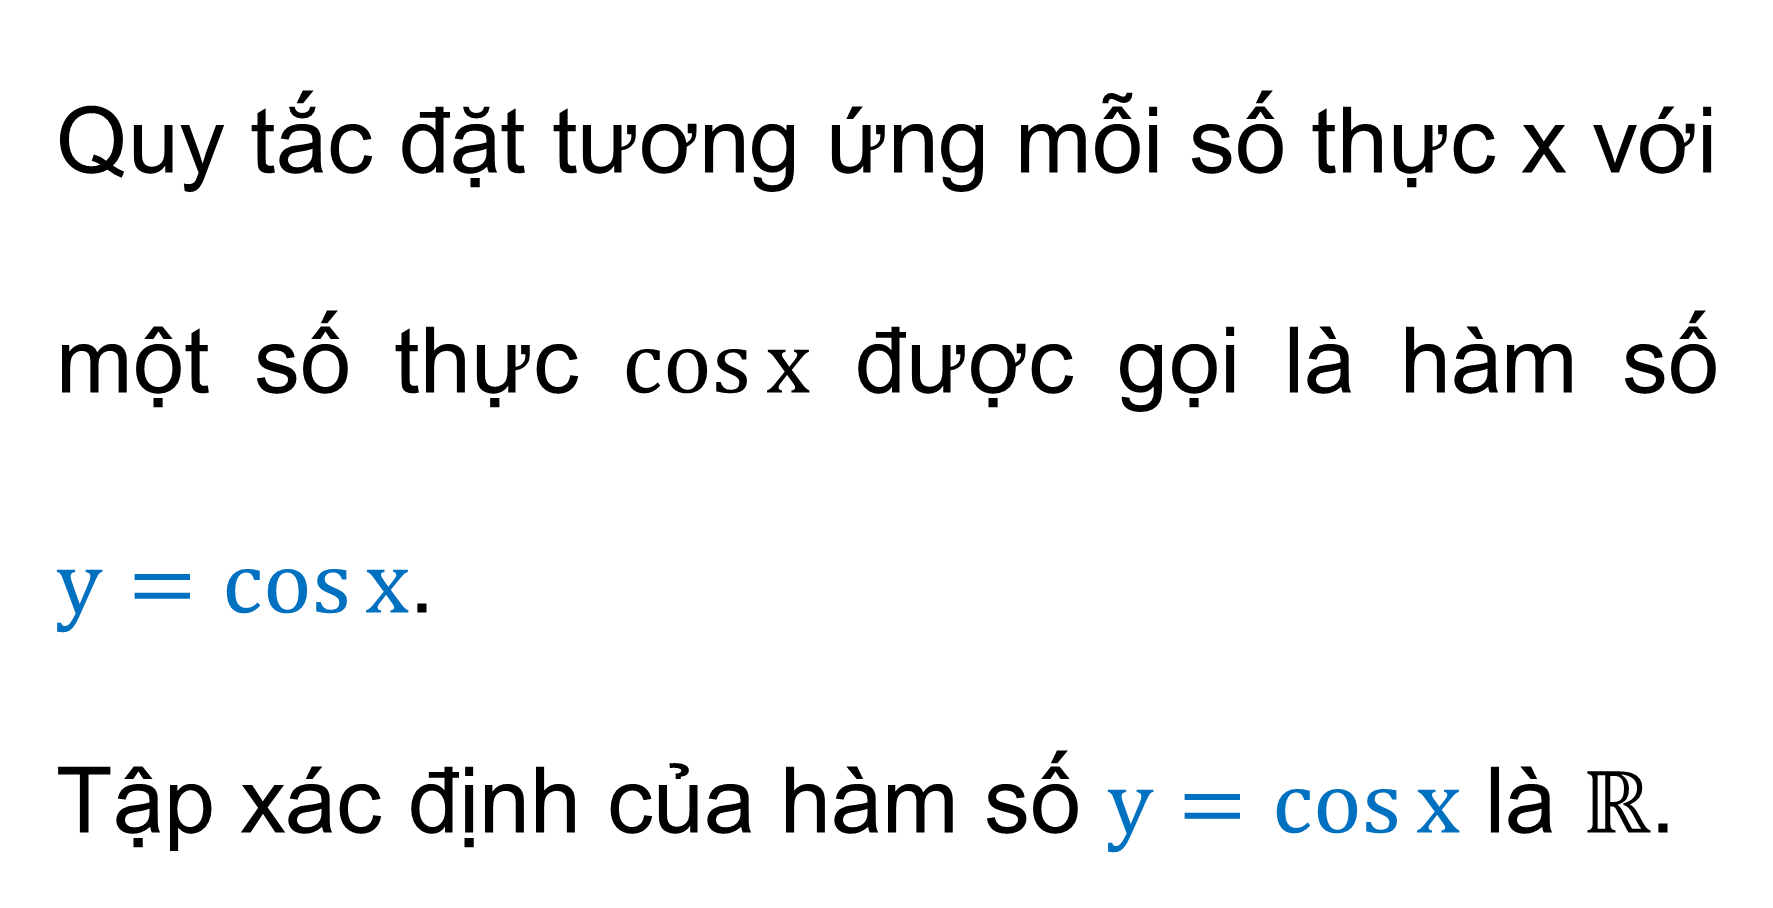 Quy tắc đặt tương ứng mỗi số thực x với
một số thực cos x được gọi là hàm số
y = cos x.
Tập xác định của hàm số y = cos x là ℝ.